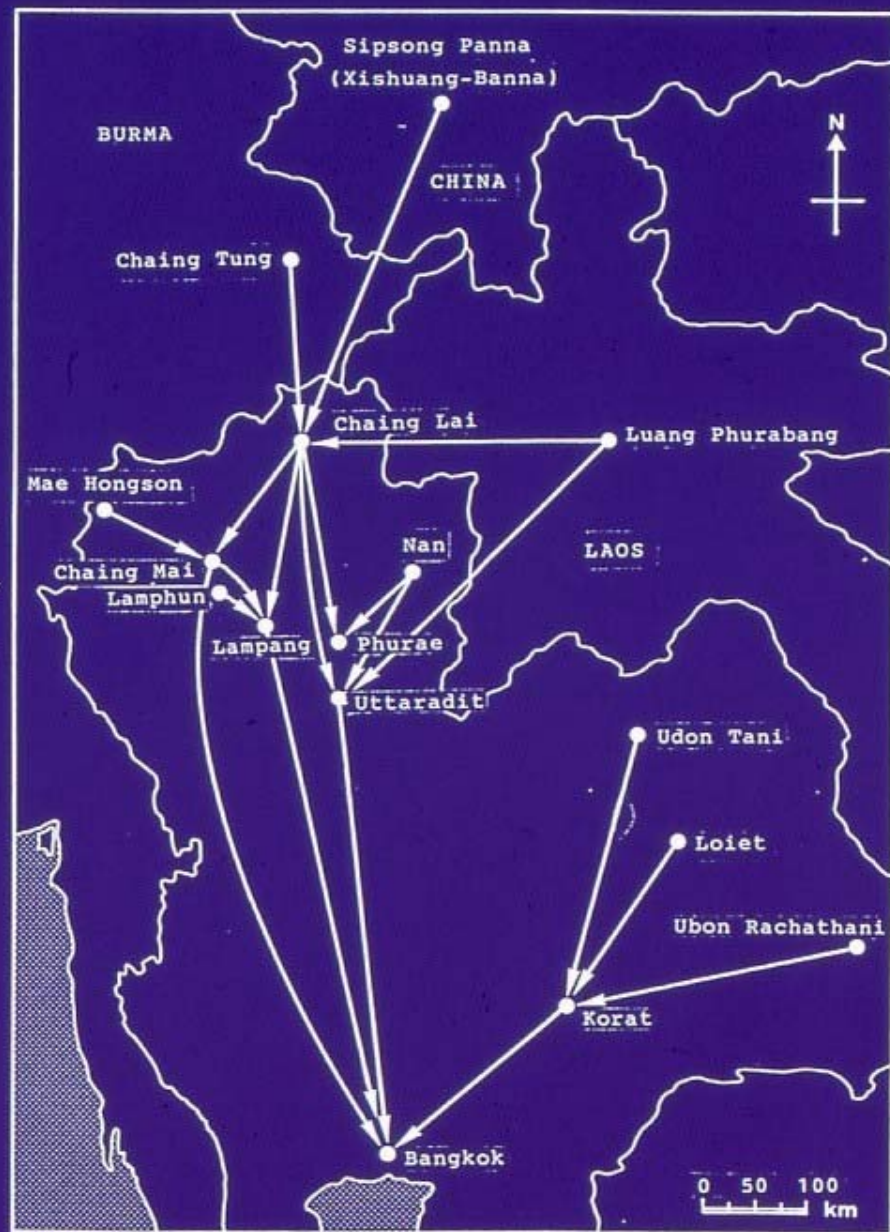 Sipsong Panna
(Xishuang-Banna)
BURMA
N
CHINA
Chaing Tung
Chaing Lai
Luang Phurabang
Mae Hongson
Nan
LAOS
Chaing Mai
Lamphun
Lampang
Phurae
Uttaradit
Udon Tani
Loiet
Ubon Rachathani
Korat
Bangkok
0 50 100
km